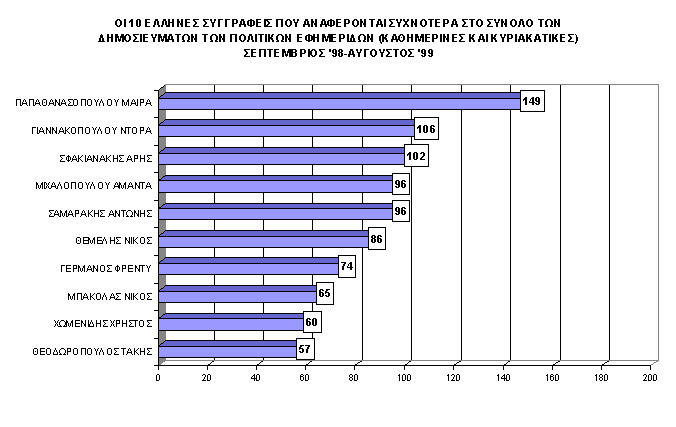 ΟΙ 10 ΕΛΛΗΝΕΣ ΣΥΓΓΡΑΦΕΙΣ ΠΟΥ ΑΝΑΦΕΡΟΝΤΑΙ ΣΥΧΝΟΤΕΡΑ ΣΤΟ ΣΥΝΟΛΟ ΤΩΝ
ΔΗΜΟΣΙΕΥΜΑΤΩΝ ΤΩΝ ΠΟΛΙΤΙΚΩΝ ΕΦΗΜΕΡΙΔΩΝ (ΚΑΘΗΜΕΡΙΝΕΣ ΚΑΙ ΚΥΡΙΑΚΑΤΙΚΕΣ)
ΣΕΠΤΕΜΒΡΙΟΣ '98-ΑΥΓΟΥΣΤΟΣ '99
ΠΑΠΑΘΑΝΑΣΟΠΟΥΛΟΥ ΜΑΙΡΑ 149
ΓΙΑΝΝΑΚΟΠΟΥΛΟΥ ΝΤΟΡΑ 106
ΣΦΑΚΙΑΝΑΚΗΣ ΑΡΗΣ 102
ΜΙΧΑΛΟΠΟΥΛΟΥ ΑΜΑΝΤΑ 96
ΣΑΜΑΡΑΚΗΣ ΑΝΤΩΝΗΣ 96
ΘΕΜΕΛΗΣ ΝΙΚΟΣ 86
ΓΕΡΜΑΝΟΣ ΦΡΕΝΤΥ 74
ΜΠΑΚΟΛΑΣ ΝΙΚΟΣ 65
ΧΩΜΕΝΙΔΗΣ ΧΡΗΣΤΟΣ 60
ΘΕΟΔΩΡΟΠΟΥΛΟΣ ΤΑΚΗΣ 57
0 20 40 60 80 100 120 140 160 180 200